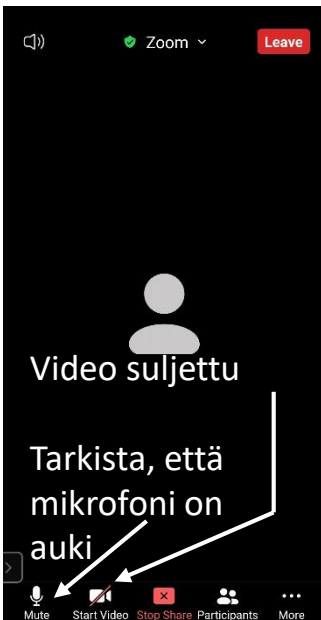 Zoom
Leave
Video suljettu
Tarkista, että
mikrofoni on
auki
Mute Start Video Stop Share Participants More